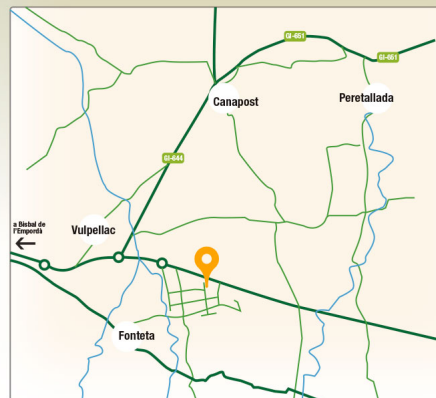 GI-651
GI-651
Canapost
Peretallada
GI-644
a Bisbal de
l'Empordà
Vulpellac
Fonteta